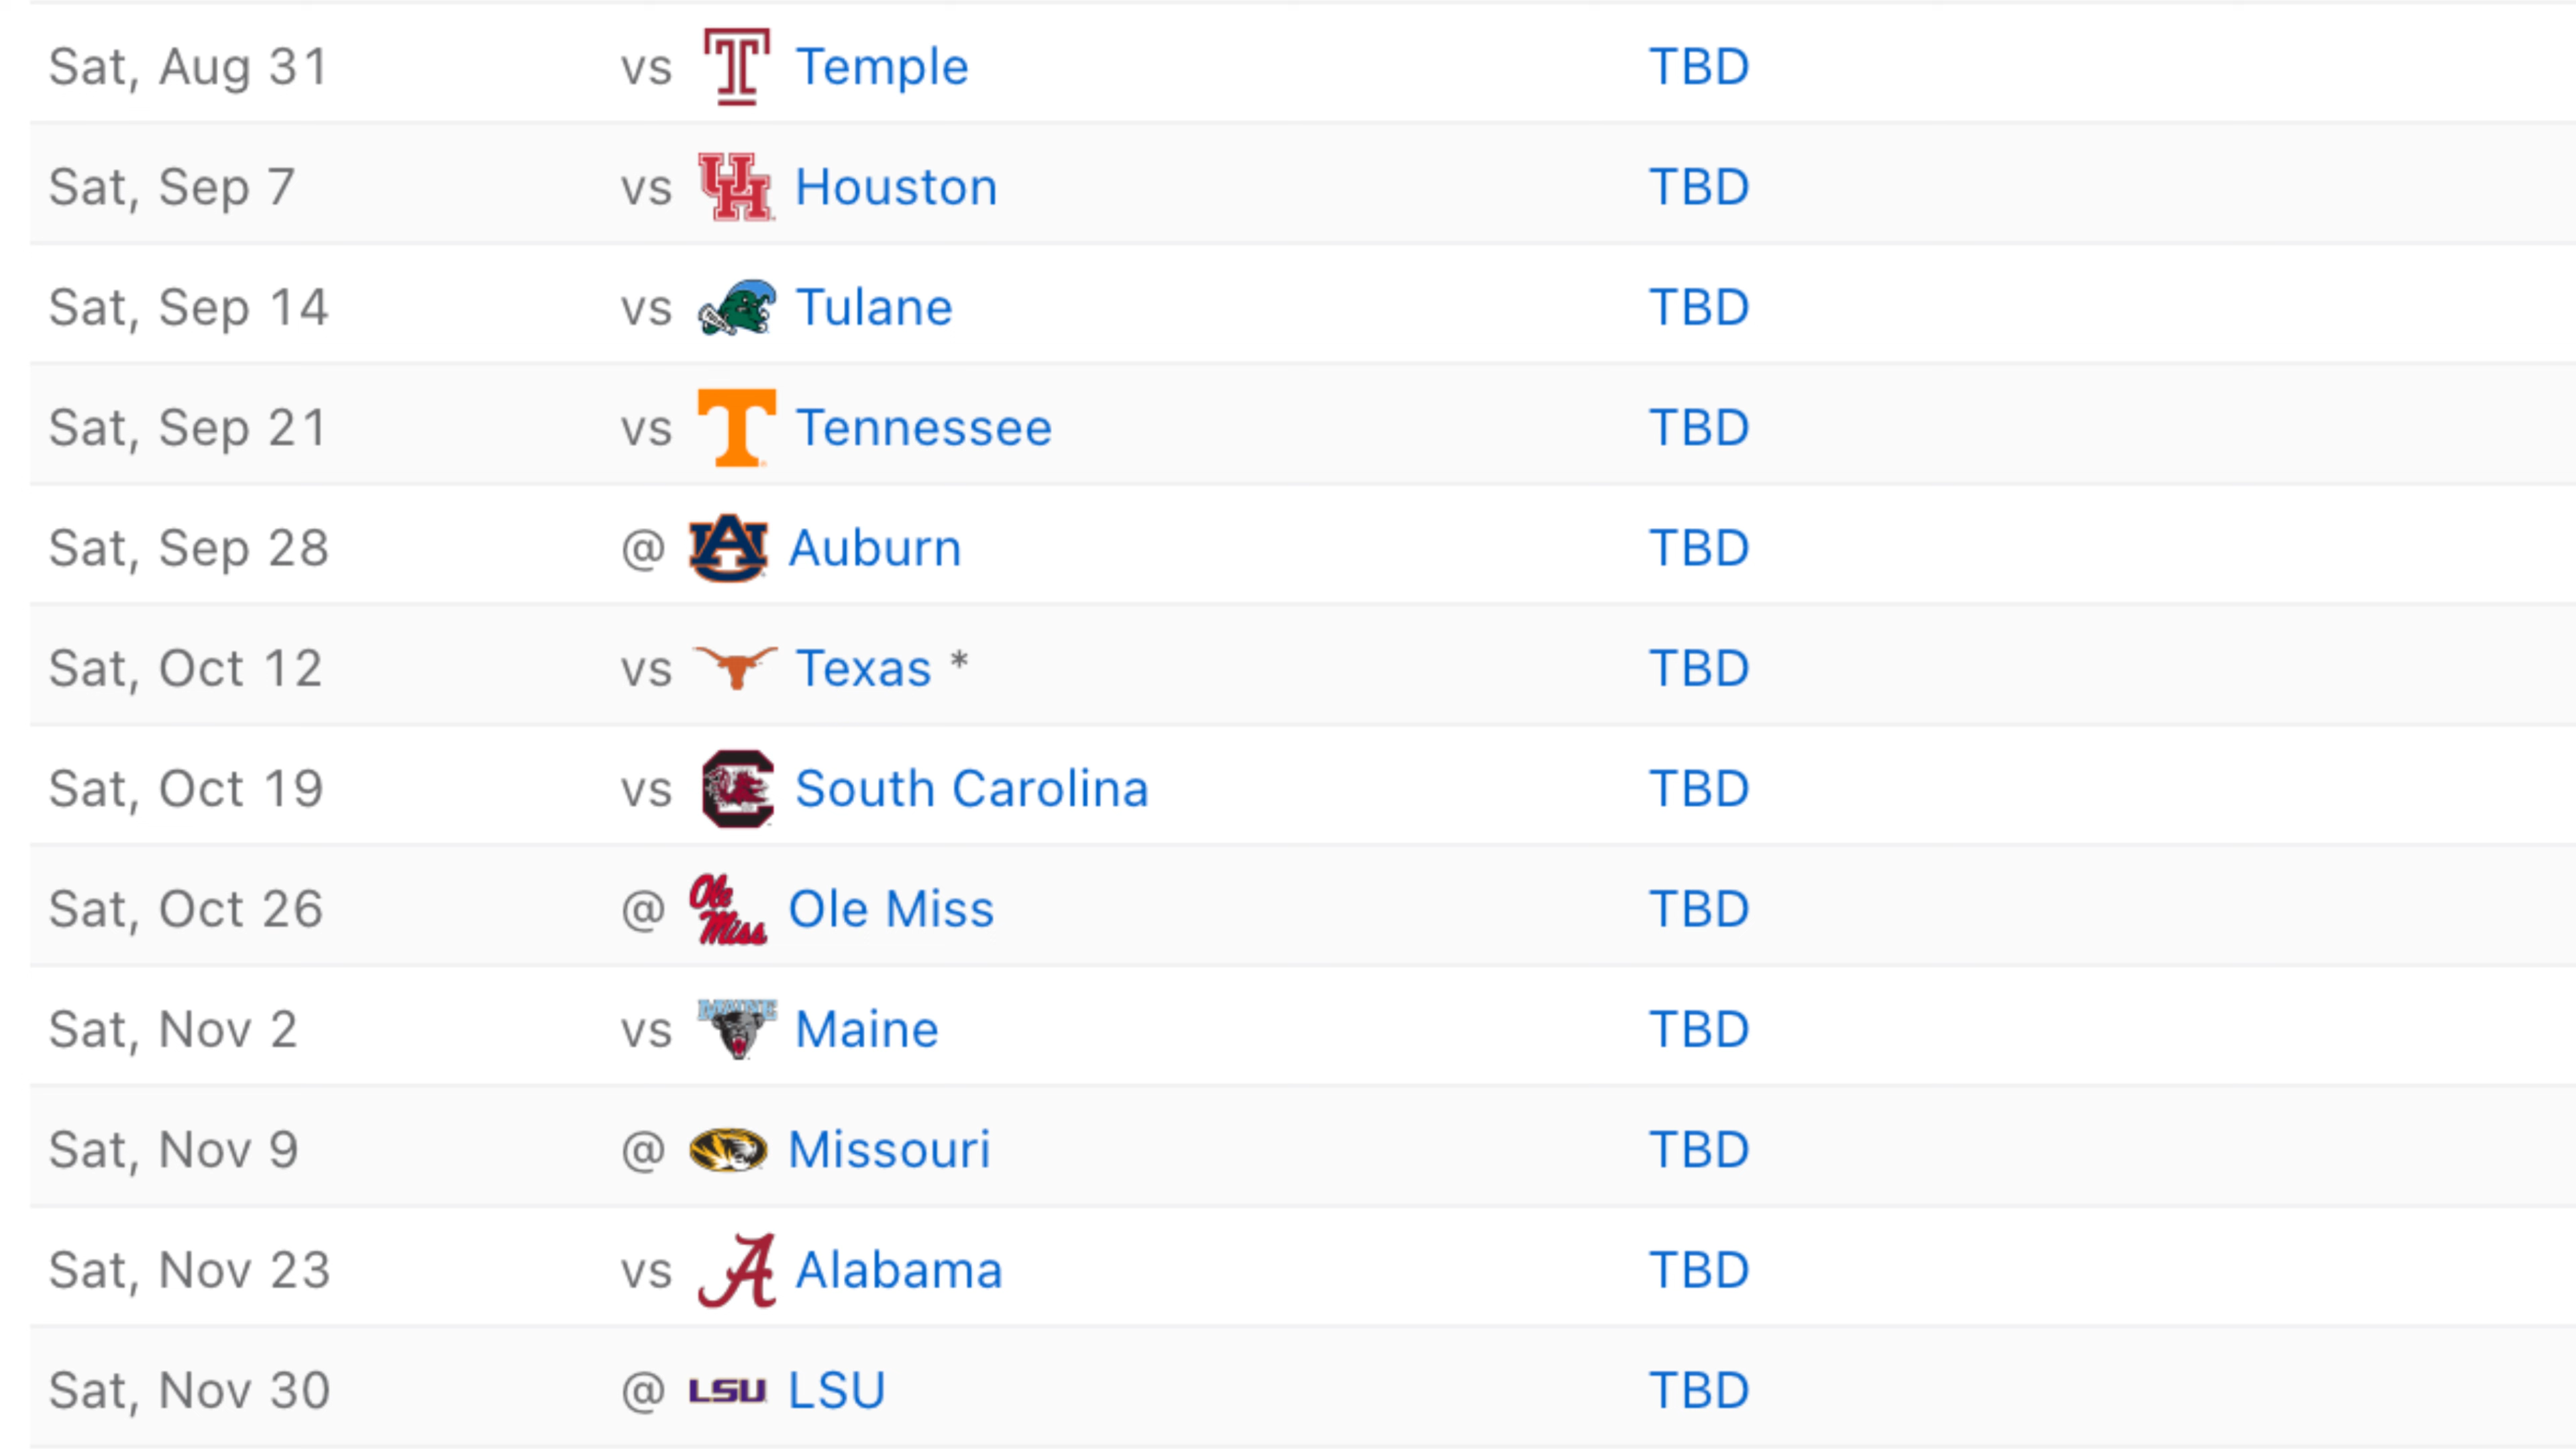 Sat, Aug 31 vs T Temple TBD
Sat, Sep 7 vs UH Houston TBD
Sat, Sep 14 vs Tulane TBD
Sat, Sep 21 vs T Tennessee TBD
Sat, Sep 28 @ AU Auburn TBD
Sat, Oct 12 vs Texas * TBD
Sat, Oct 19 vs C South Carolina TBD
Sat, Oct 26 @ Ole Miss Ole Miss TBD
Sat, Nov 2 vs MAINE Maine TBD
Sat, Nov 9 @ Missouri TBD
Sat, Nov 23 vs A Alabama TBD
Sat, Nov 30 @ LSU LSU TBD